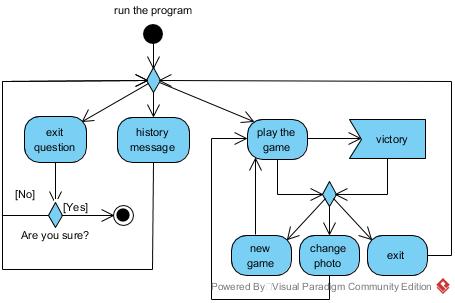 run the program
exit
question
history
message
play the
game
victory
[No]
[Yes]
Are you sure?
new
game
change
photo
exit
Powered By Visual Paradigm Community Edition